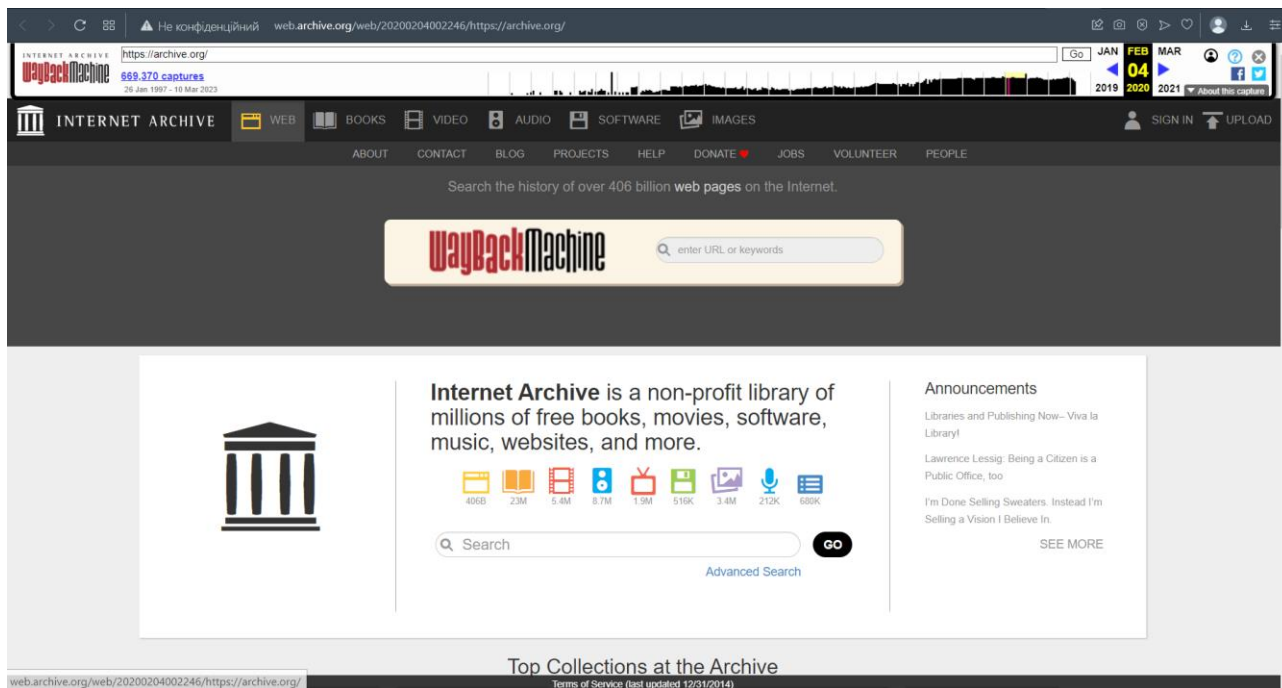 Не конфіденційний web.archive.org/web/20200204002246/https://archive.org/
INTERNET ARCHIVE
WayBackMachine
https://archive.org/
Go
669,370 captures
26 Jan 1997 - 10 Mar 2023
JAN FEB MAR
04
2019 2020 2021
About this capture
INTERNET ARCHIVE WEB BOOKS VIDEO AUDIO SOFTWARE IMAGES SIGN IN UPLOAD
ABOUT CONTACT BLOG PROJECTS HELP DONATE JOBS VOLUNTEER PEOPLE
Search the history of over 406 billion web pages on the Internet.
WayBackMachine enter URL or keywords
Internet Archive is a non-profit library of
millions of free books, movies, software,
music, websites, and more.
406B 23M 5.4M 8.7M 1.9M 516K 3.4M 212K 680K
Search GO
Advanced Search
Announcements
Libraries and Publishing Now– Viva la
Library!
Lawrence Lessig: Being a Citizen is a
Public Office, too
I'm Done Selling Sweaters. Instead I'm
Selling a Vision I Believe In.
SEE MORE
Top Collections at the Archive
web.archive.org/web/20200204002246/https://archive.org/
Terms of Service (last updated 12/31/2014)